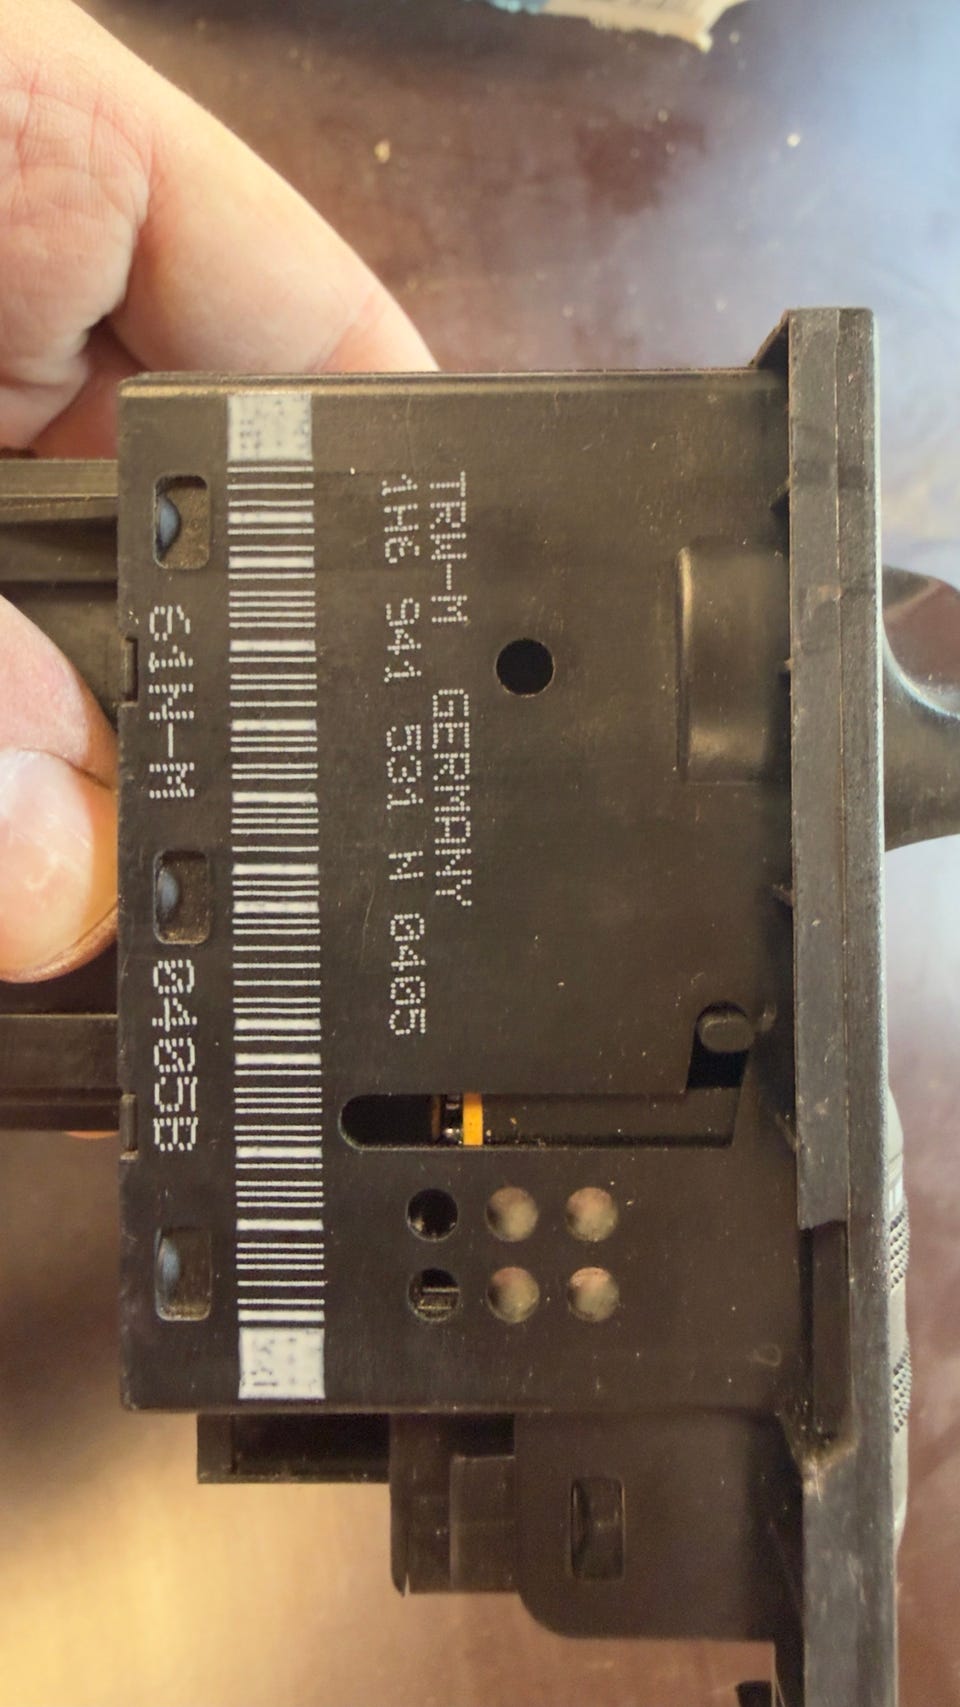 TRW-M GERMANY
1H6 941 531 N 0405
61N-M 0405B